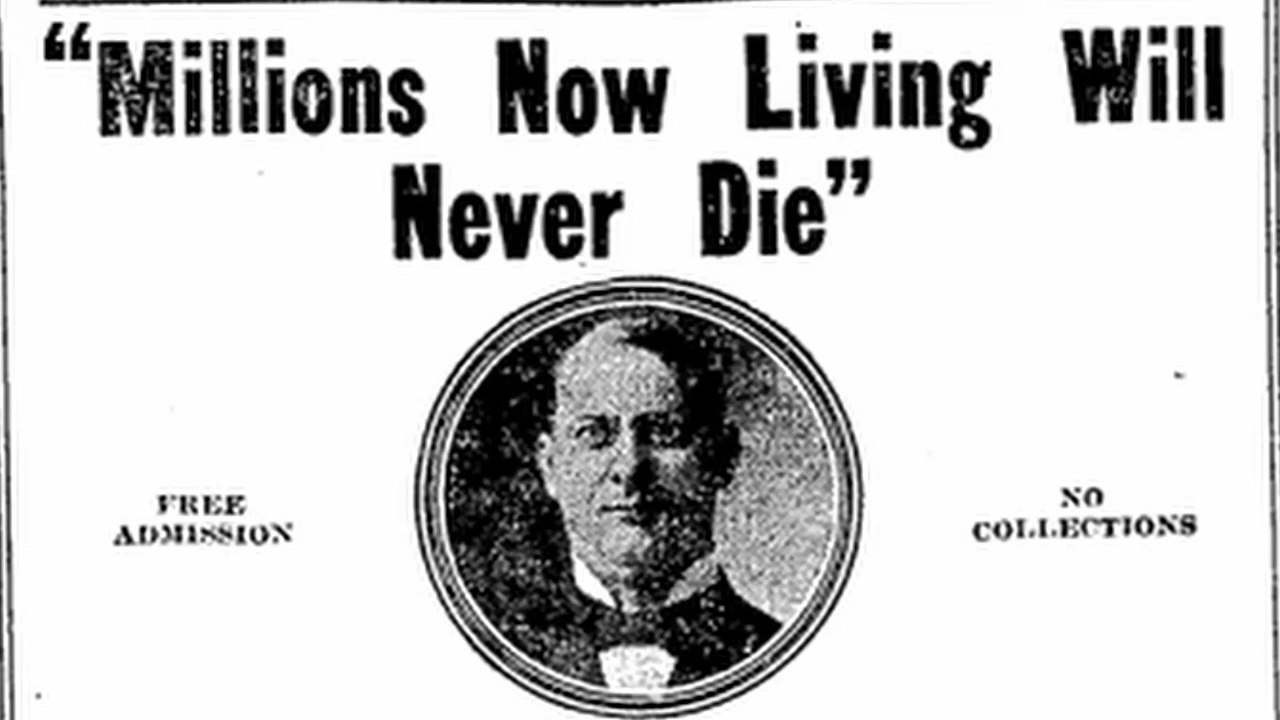 “Millions Now Living Will
Never Die”
FREE
ADMISSION
NO
COLLECTIONS